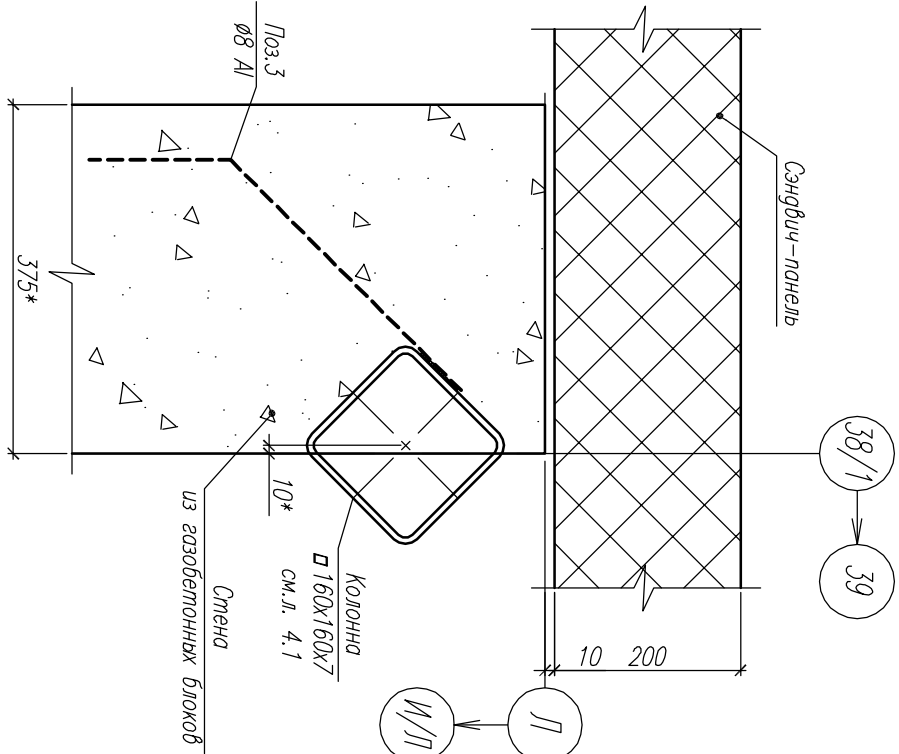 Поз.3
⌀8 AI
Сэндвич-панель
375*
10*
38/1
39
Стена
из газобетонных блоков
Колонна
□160х160х7
см.л. 4.1
10
200
И/Л
Л